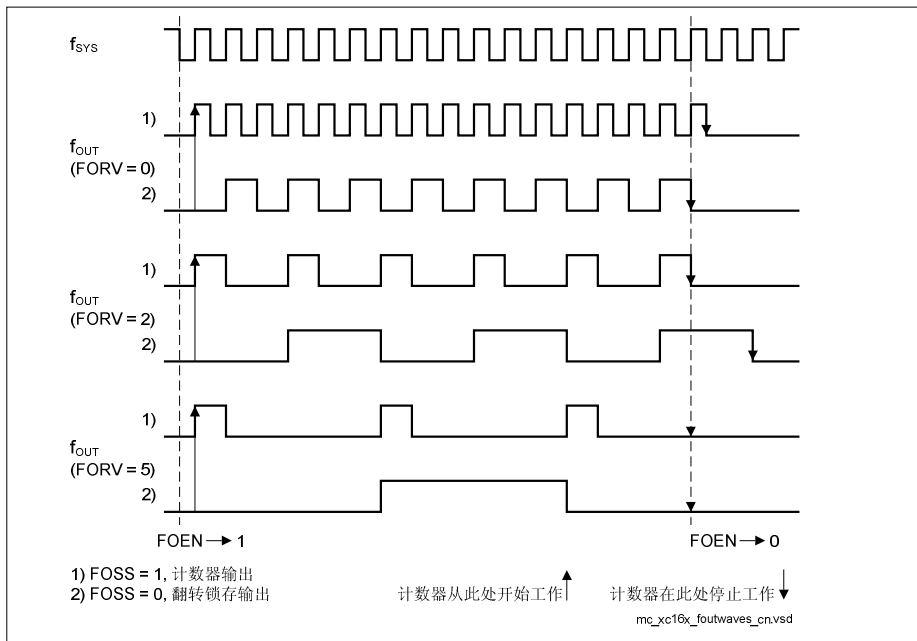 fSYS
1)
fOUT
(FORV = 0)
2)
1)
fOUT
(FORV = 2)
2)
1)
fOUT
(FORV = 5)
2)
FOEN → 1
FOEN → 0
1) FOSS = 1, 计数器输出
2) FOSS = 0, 翻转锁存输出
计数器从此处开始工作
计数器在此处停止工作
mc_xc16x_foutwaves_cn.vsd